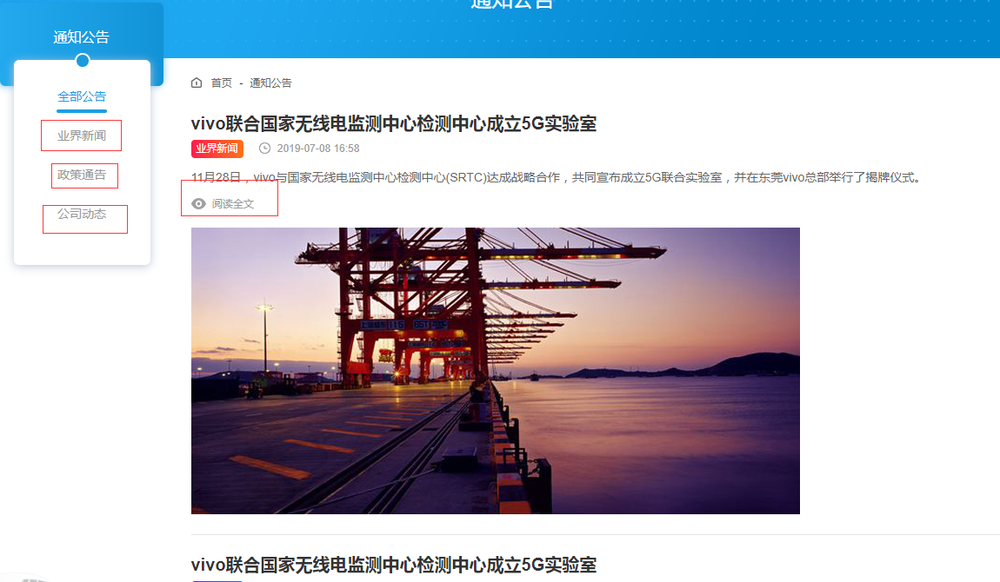 通知公告
通知公告
全部公告
业界新闻
政策通告
公司动态
首页 - 通知公告
vivo联合国家无线电监测中心检测中心成立5G实验室
业界新闻 2019-07-08 16:58
11月28日，vivo与国家无线电监测中心检测中心(SRTC)达成战略合作，共同宣布成立5G联合实验室，并在东莞vivo总部举行了揭牌仪式。
阅读全文
vivo联合国家无线电监测中心检测中心成立5G实验室